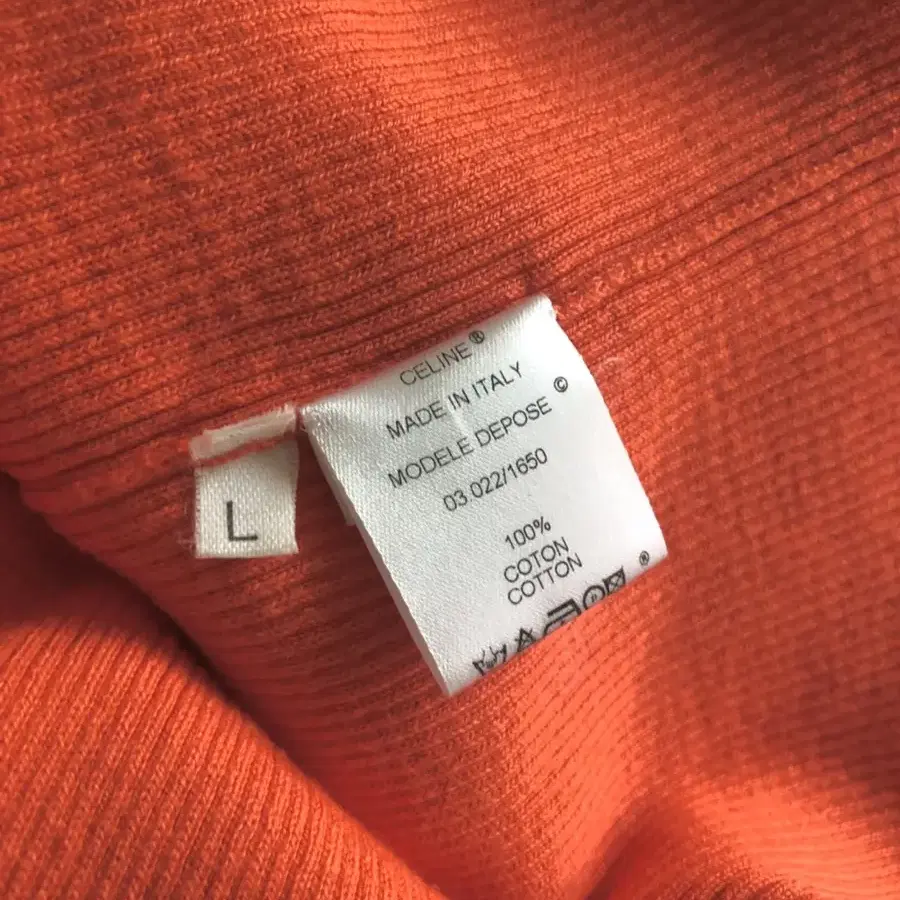 CELINE®
MADE IN ITALY
MODELE DEPOSE ©
03 022/1650
100%
COTON
COTTON
®
L